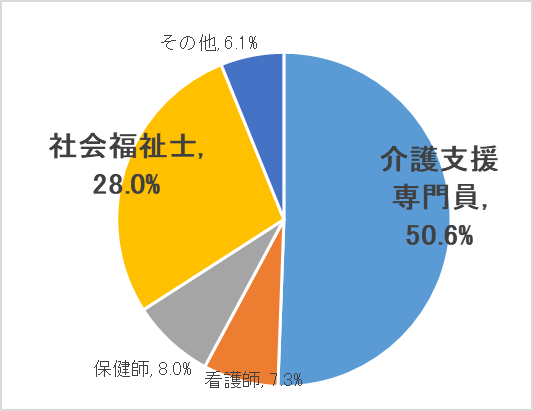 その他, 6.1%
社会福祉士,
28.0%
介護支援
専門員,
50.6%
保健師, 8.0%
看護師, 7.3%